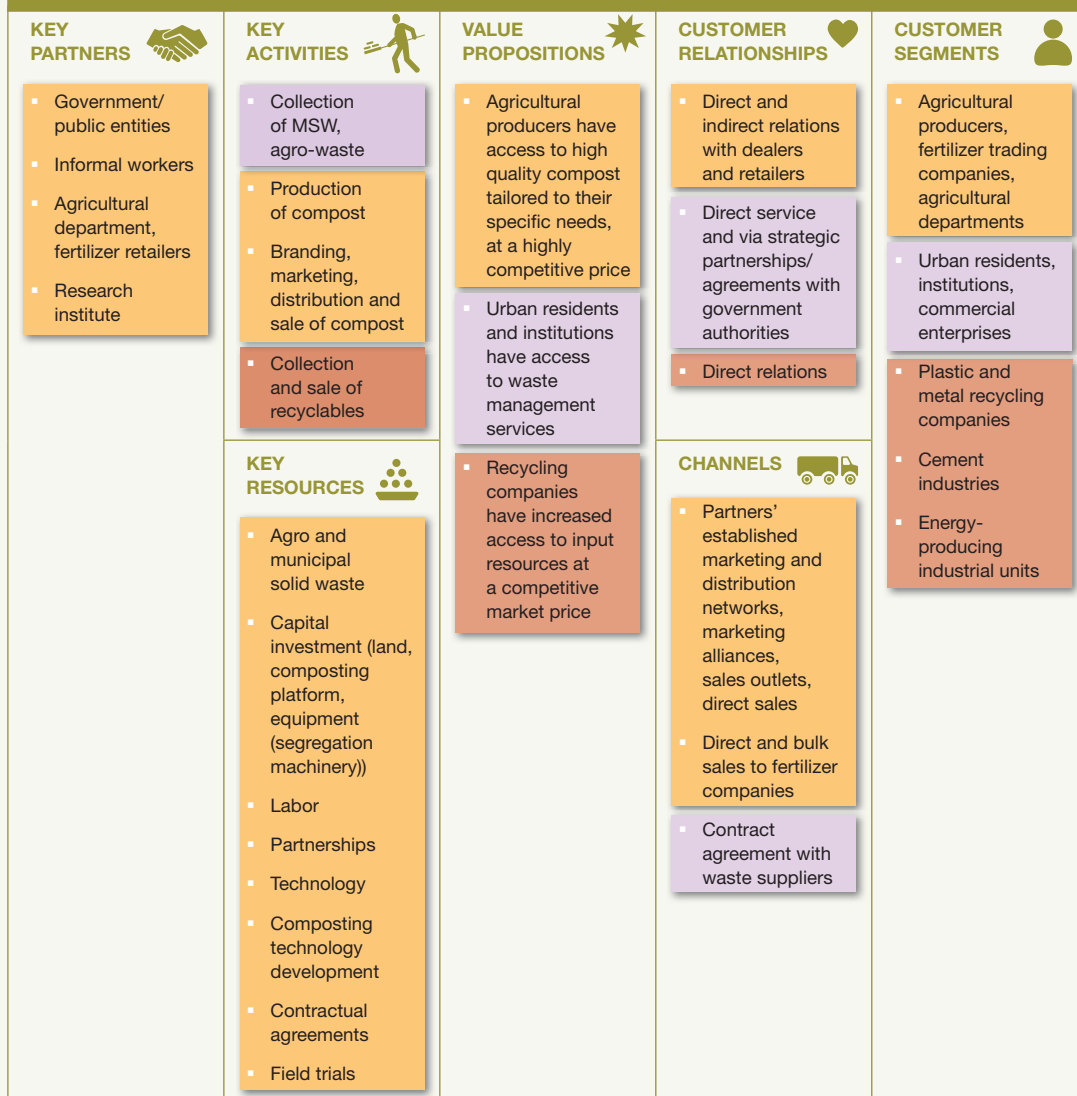 KEY
PARTNERS
Government/
public entities
Informal workers
Agricultural
department,
fertilizer retailers
Research
institute
KEY
ACTIVITIES
Collection
of MSW,
agro-waste
Production
of compost
Branding,
marketing,
distribution and
sale of compost
Collection
and sale of
recyclables
KEY
RESOURCES
Agro and
municipal
solid waste
Capital
investment (land,
composting
platform,
equipment
(segregation
machinery))
Labor
Partnerships
Technology
Composting
technology
development
Contractual
agreements
Field trials
VALUE
PROPOSITIONS
Agricultural
producers have
access to high
quality compost
tailored to their
specific needs,
at a highly
competitive price
Urban residents
and institutions
have access
to waste
management
services
Recycling
companies
have increased
access to input
resources at
a competitive
market price
CUSTOMER
RELATIONSHIPS
Direct and
indirect relations
with dealers
and retailers
Direct service
and via strategic
partnerships/
agreements with
government
authorities
Direct relations
CHANNELS
Partners’
established
marketing and
distribution
networks,
marketing
alliances,
sales outlets,
direct sales
Direct and bulk
sales to fertilizer
companies
Contract
agreement with
waste suppliers
CUSTOMER
SEGMENTS
Agricultural
producers,
fertilizer trading
companies,
agricultural
departments
Urban residents,
institutions,
commercial
enterprises
Plastic and
metal recycling
companies
Cement
industries
Energy-
producing
industrial units